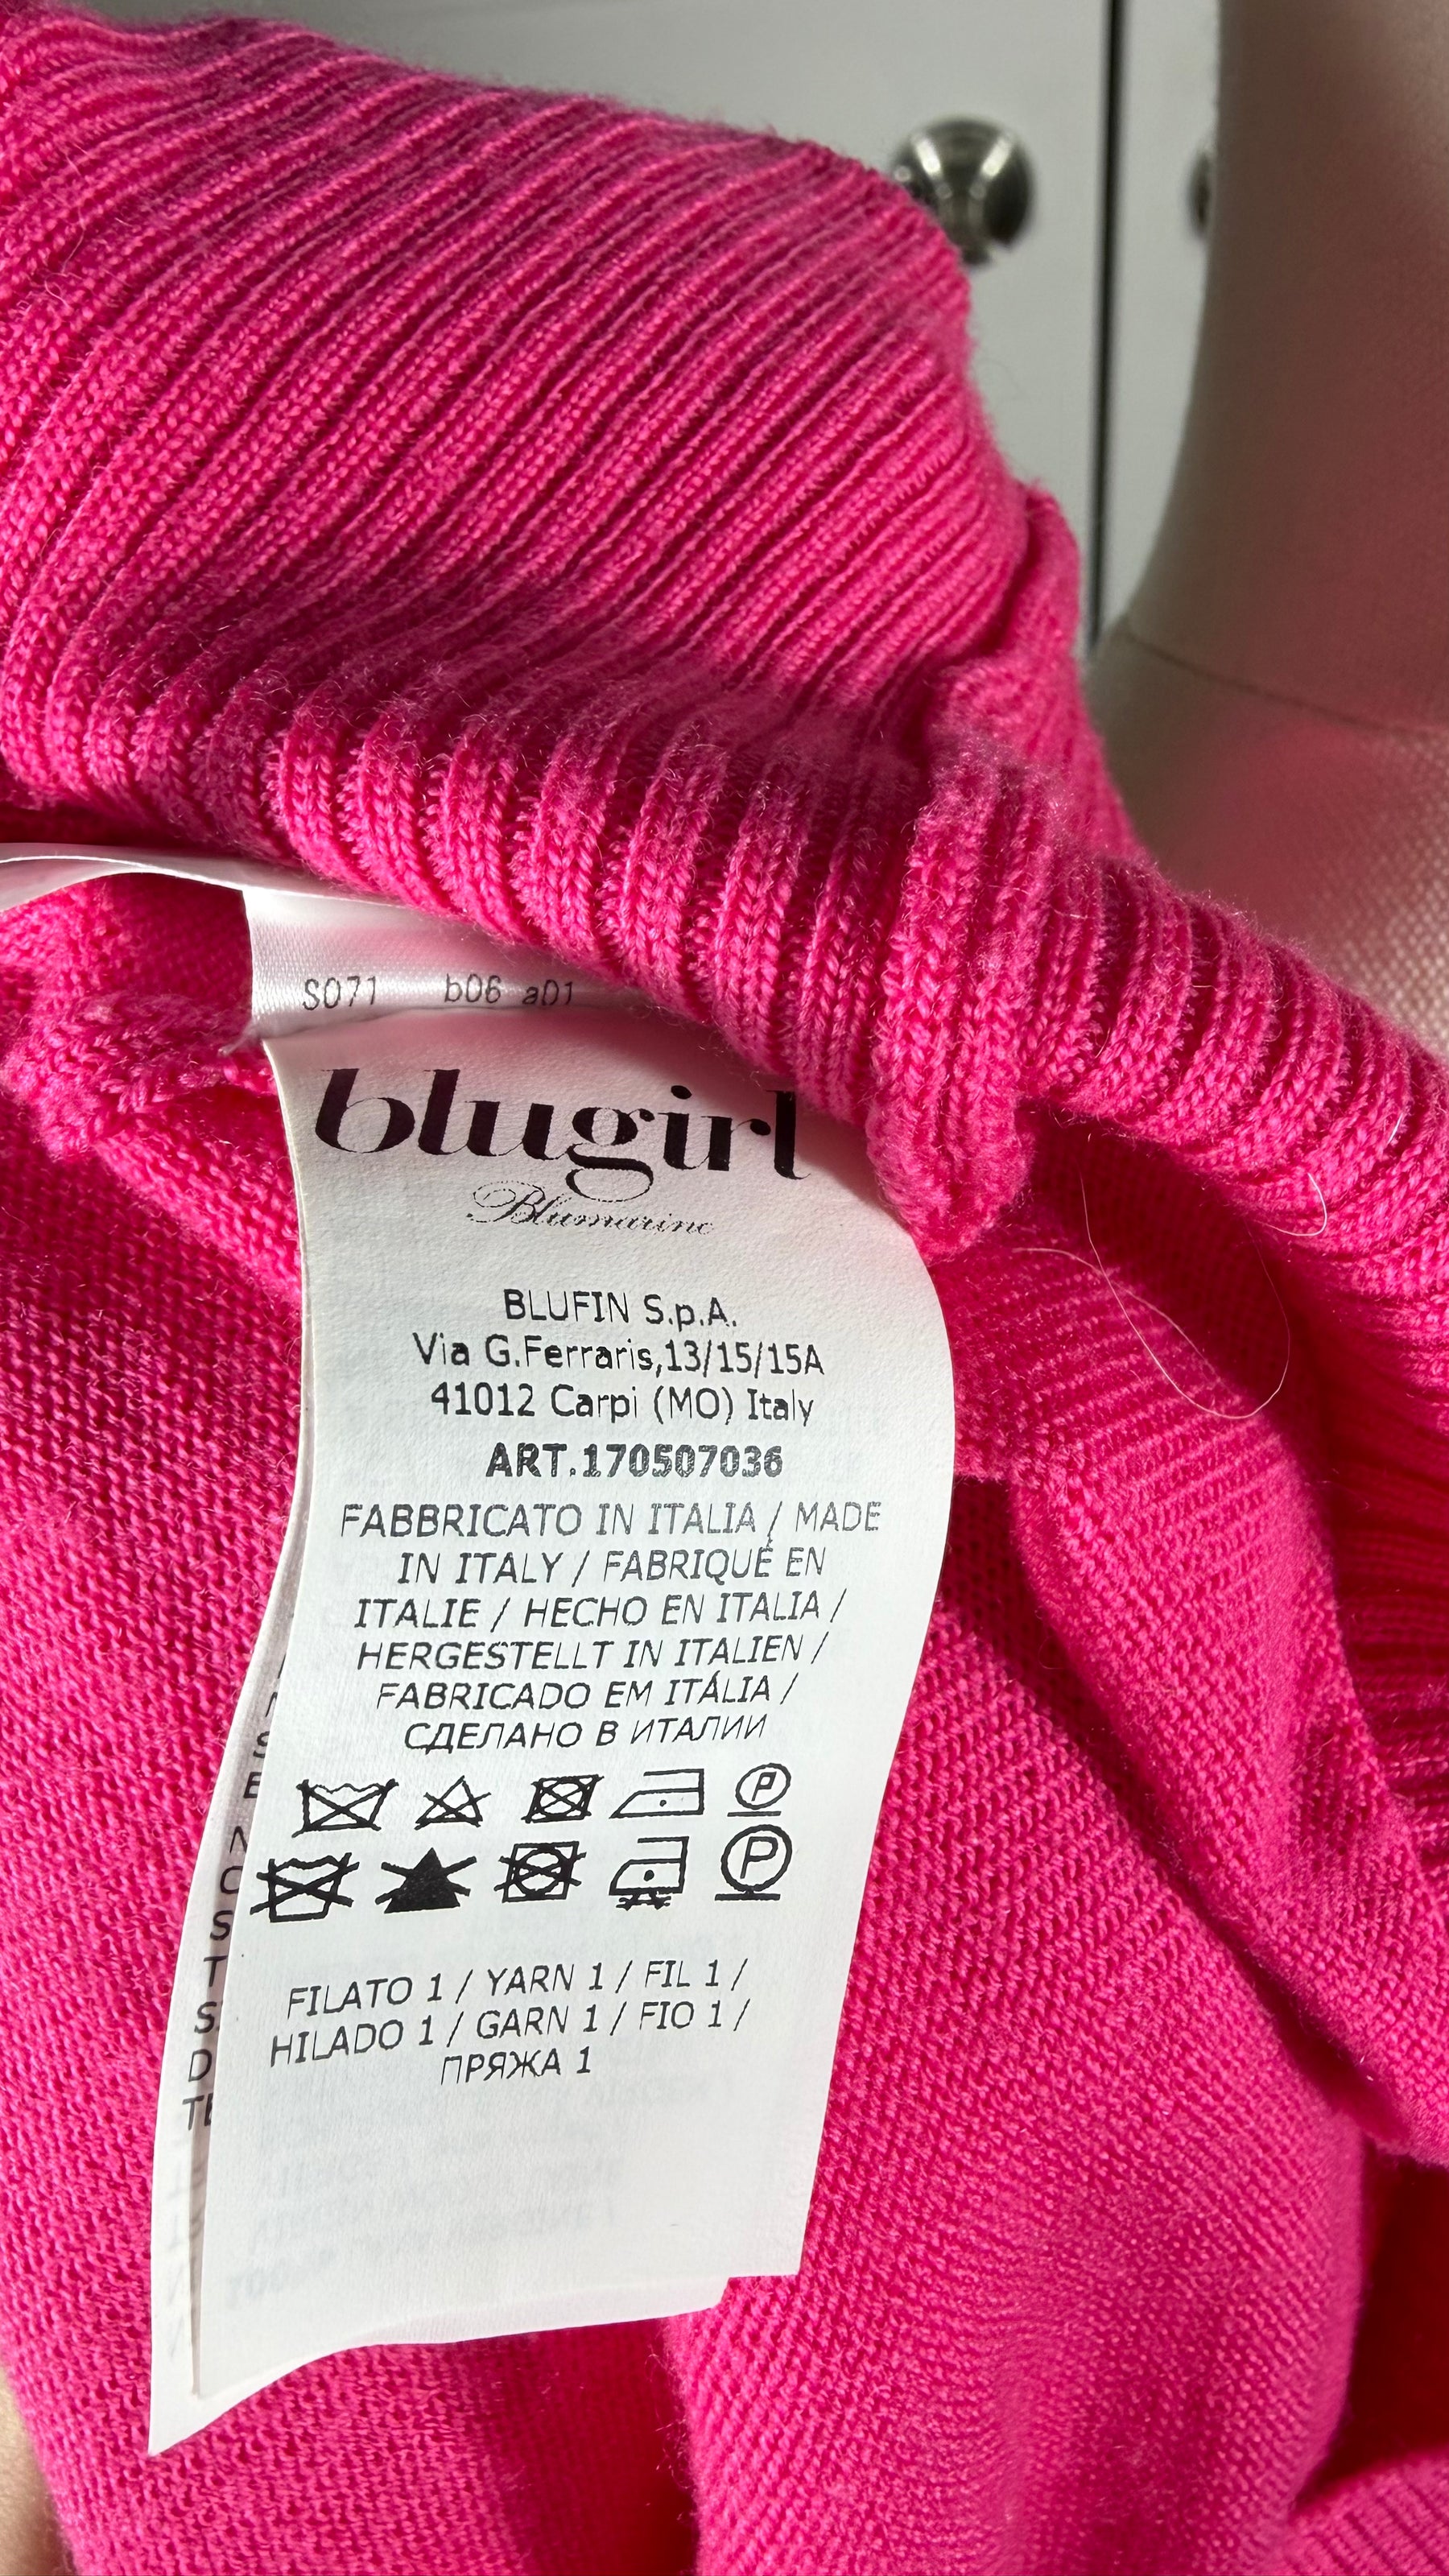 S071 b06 a01
blugirl
Blumarine
BLUFIN S.p.A.
Via G.Ferraris,13/15/15A
41012 Carpi (MO) Italy
ART.170507036
FABBRICATO IN ITALIA / MADE
IN ITALY / FABRIQUÉ EN
ITALIE / HECHO EN ITALIA /
HERGESTELLT IN ITALIEN /
FABRICADO EM ITÁLIA /
СДЕЛАНО В ИТАЛИИ
P
P
FILATO 1 / YARN 1 / FIL 1 /
HILADO 1 / GARN 1 / FIO 1 /
ПРЯЖА 1